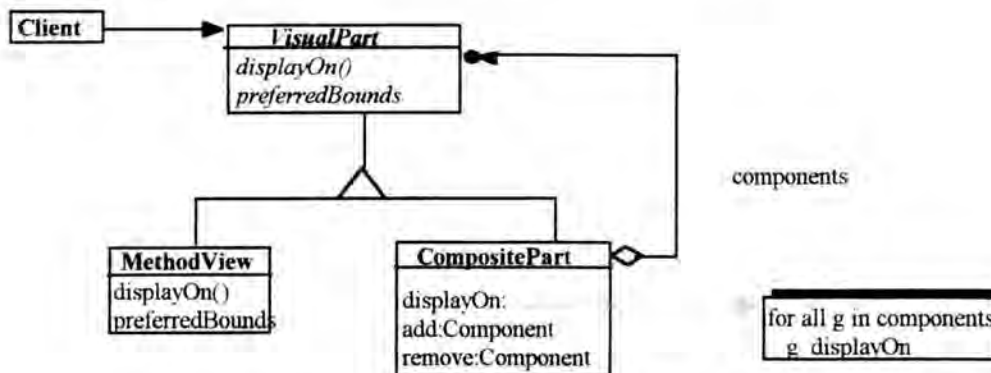 Client
VisualPart
displayOn()
preferredBounds
components
MethodView
displayOn()
preferredBounds
CompositePart
displayOn:
add:Component
remove:Component
for all g in components
g displayOn